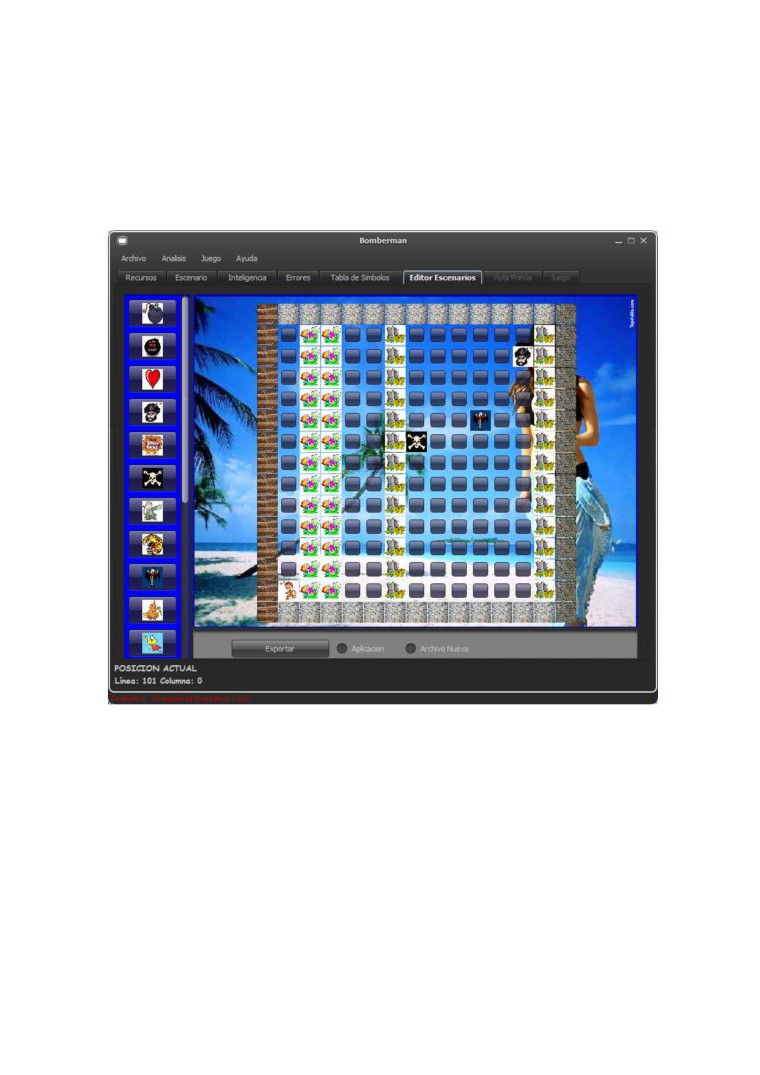 Bomberman
Archivo Analisis Juego Ayuda
Recursos Escenario Inteligencia Errores Tabla de Simbolos Editor Escenarios Vista Previa Juego
Exportar Aplicacion Archivo Nuevo
POSICION ACTUAL
Linea: 101 Columna: 0